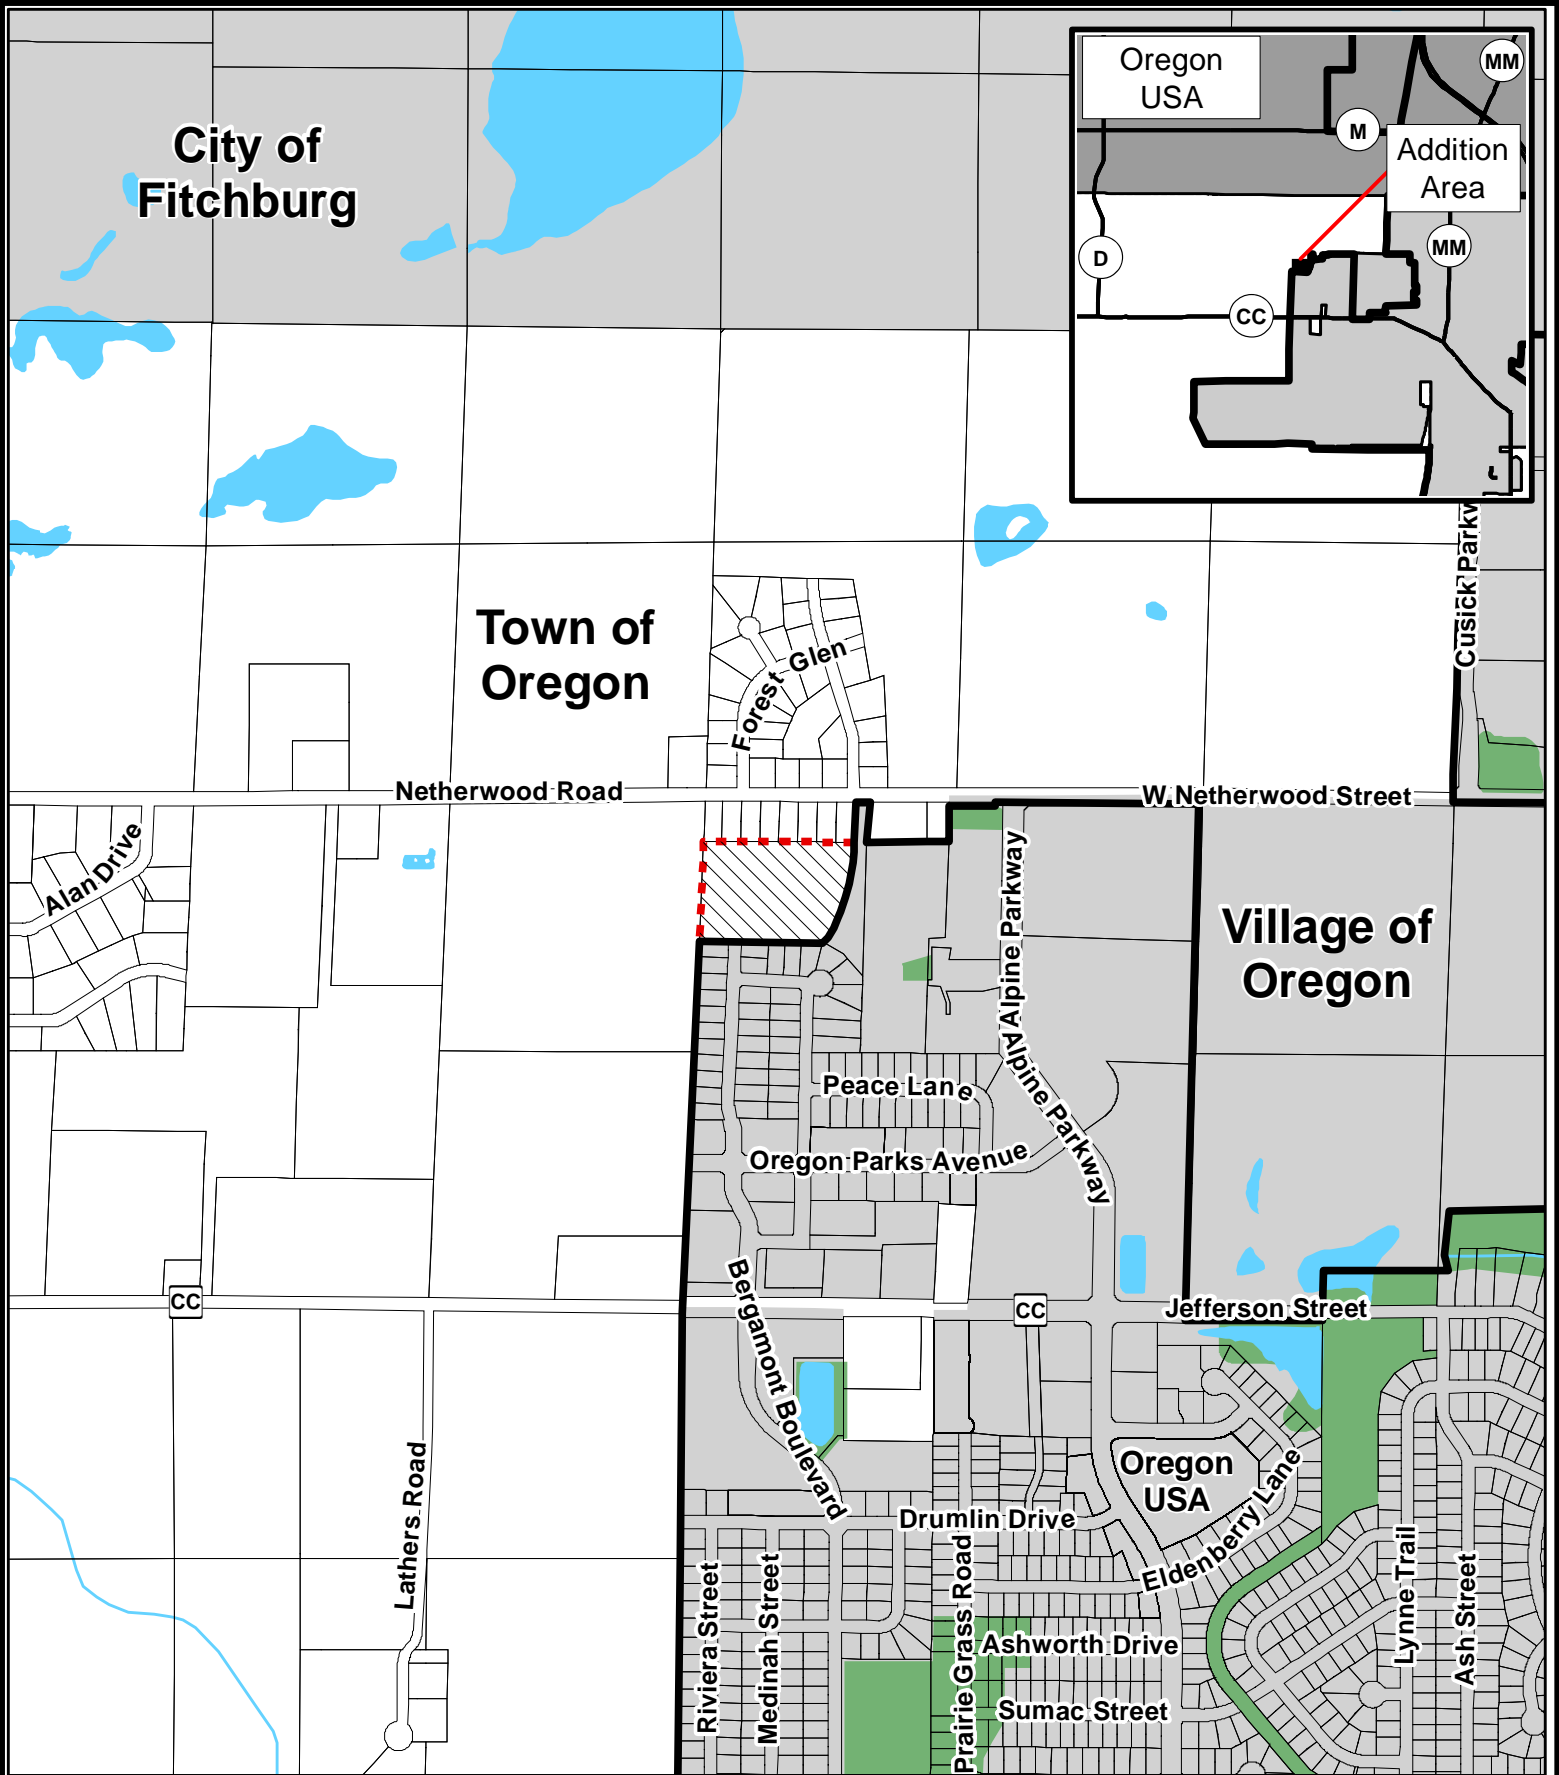 City of
Fitchburg
Oregon
USA
MM
M
Addition
Area
D
MM
CC
Cusick Parkw
Town of
Oregon
Forest Glen
Netherwood Road
W Netherwood Street
Alan Drive
Alpine Parkway
Village of
Oregon
Alpine Parkway
Peace Lane
Oregon Parks Avenue
Bergamont Boulevard
CC
CC
Jefferson Street
Lathers Road
Oregon
USA
Drumlin Drive
Eldenberry Lane
Riviera Street
Medinah Street
Prairie Grass Road
Ashworth Drive
Sumac Street
Lynne Trail
Ash Street